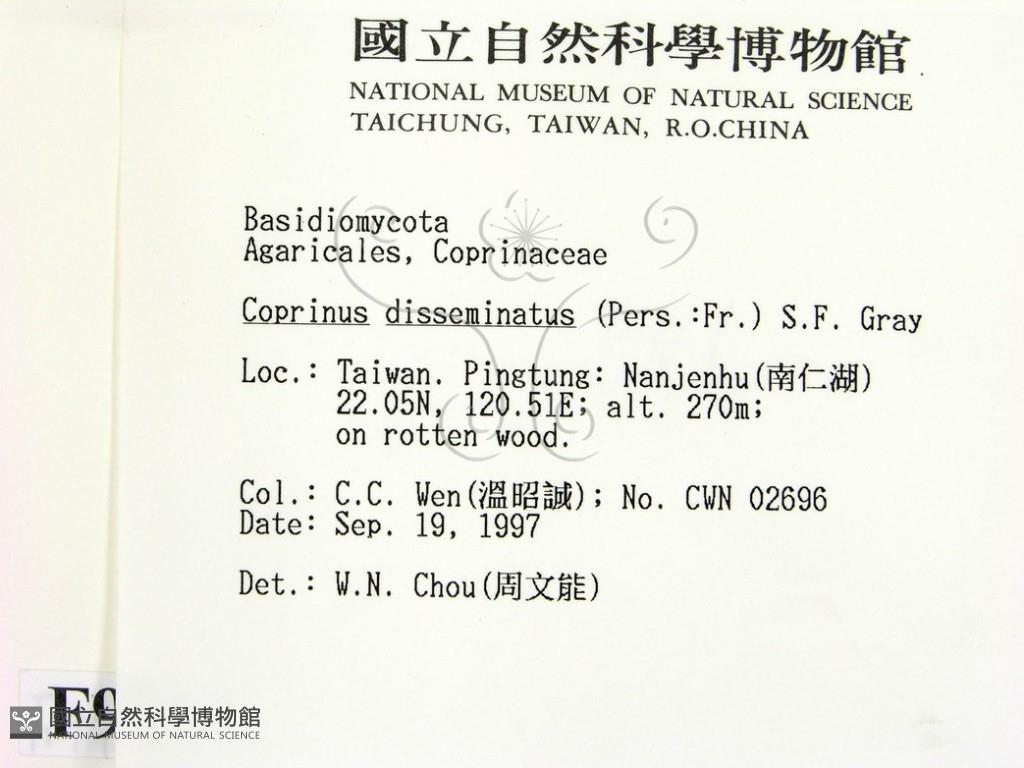 國立自然科學博物館
NATIONAL MUSEUM OF NATURAL SCIENCE
TAICHUNG, TAIWAN, R.O.CHINA
Basidiomycota
Agaricales, Coprinaceae
Coprinus disseminatus (Pers.:Fr.) S.F. Gray
Loc.: Taiwan. Pingtung: Nanjenhu(南仁湖)
22.05N, 120.51E; alt. 270m;
on rotten wood.
Col.: C.C. Wen(溫昭誠); No. CWN 02696
Date: Sep. 19, 1997
Det.: W.N. Chou(周文能)
F9
國立自然科學博物館
NATIONAL MUSEUM OF NATURAL SCIENCE